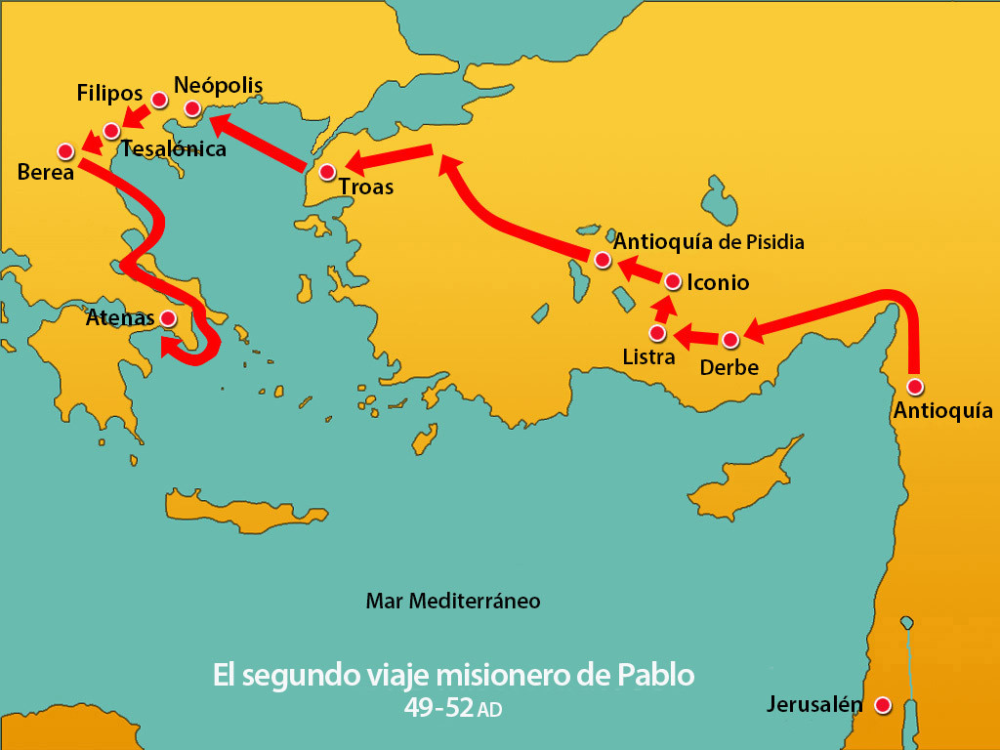 Neópolis
Filipos
Tesalónica
Berea
Troas
Antioquía de Pisidia
Iconio
Atenas
Listra
Derbe
Antioquía
Mar Mediterráneo
El segundo viaje misionero de Pablo
49-52 AD
Jerusalén